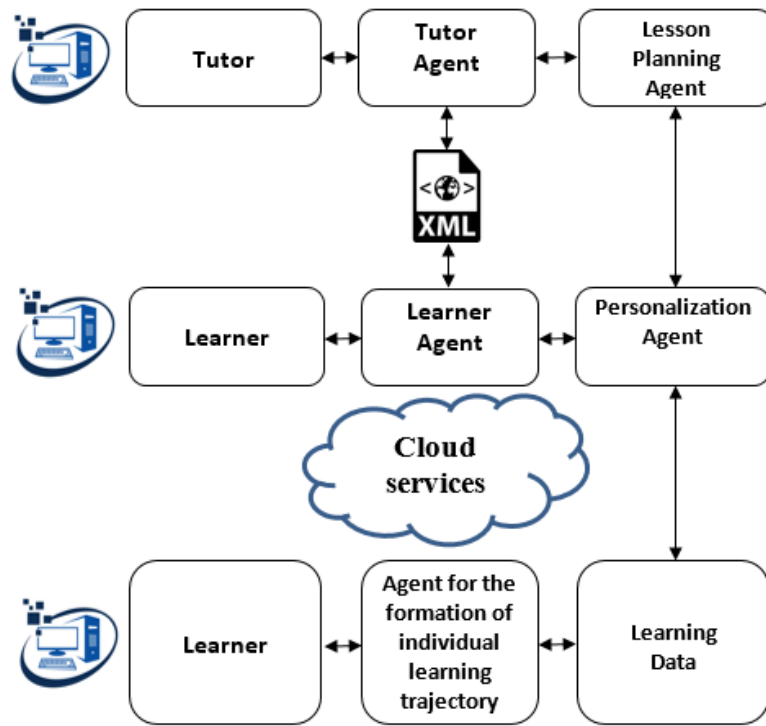 Tutor
Tutor
Agent
Lesson
Planning
Agent
<>
XML
Learner
Learner
Agent
Personalization
Agent
Cloud
services
Learner
Agent for the
formation of
individual
learning
trajectory
Learning
Data